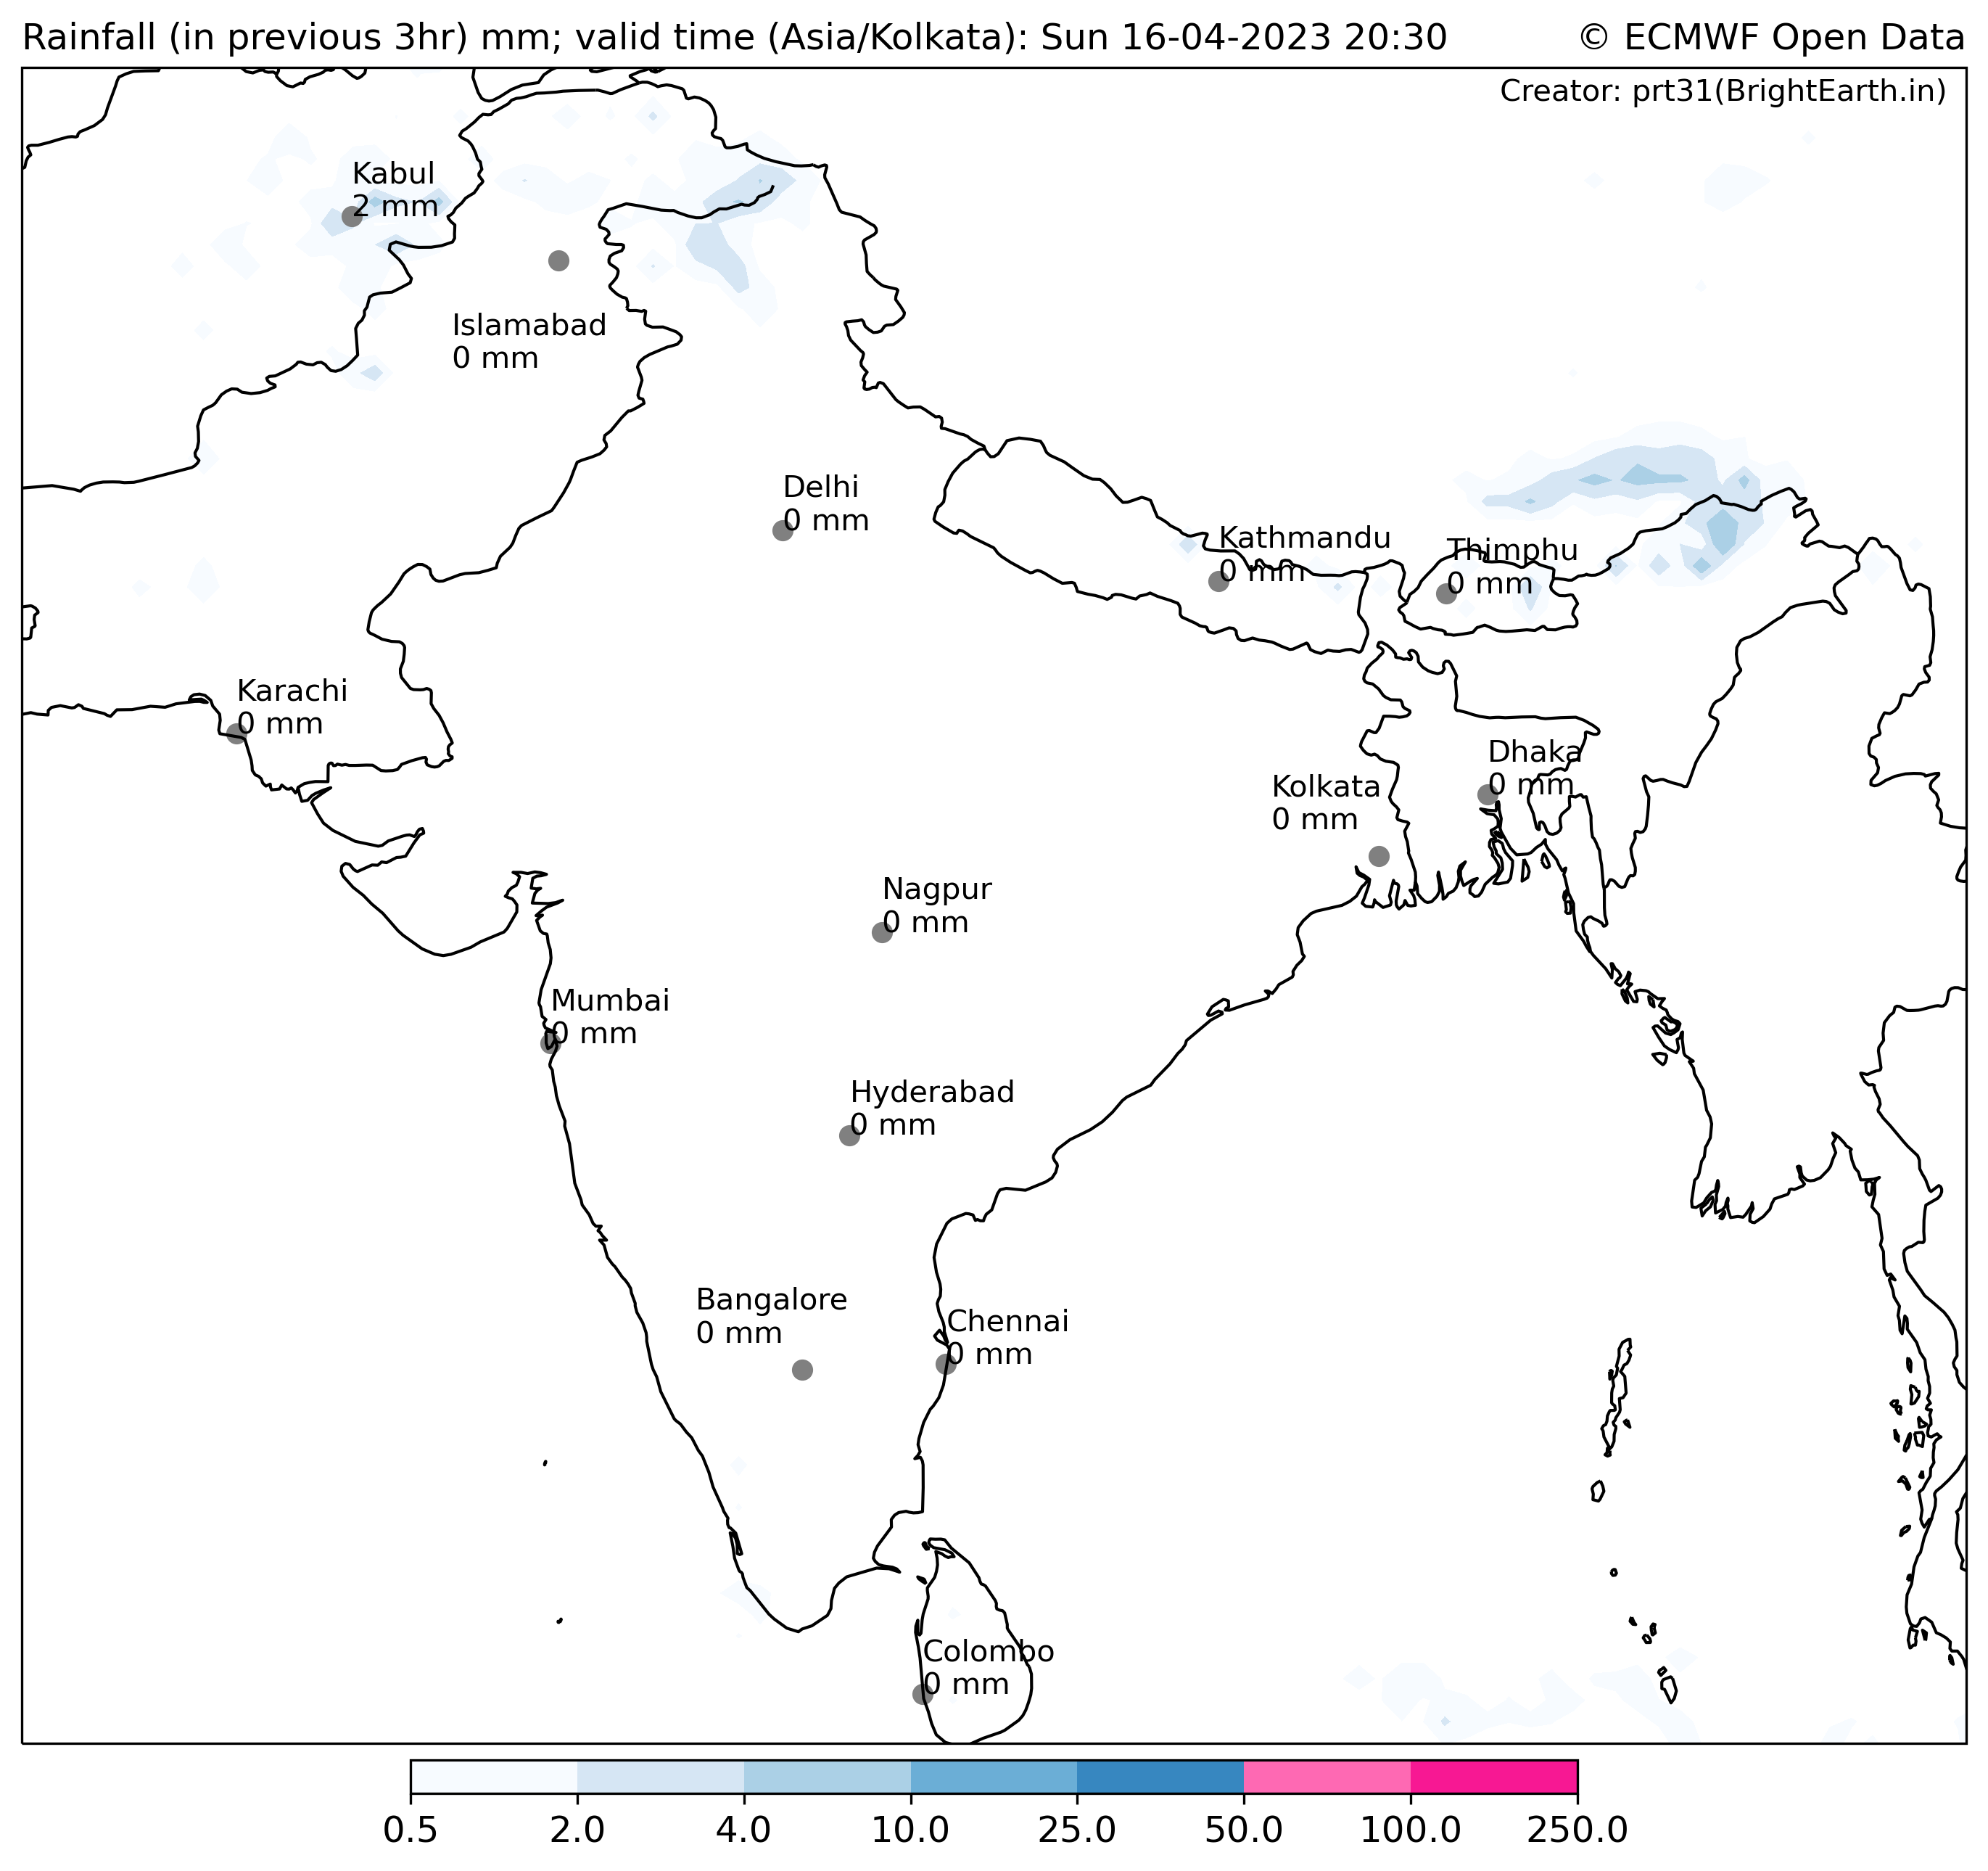 Rainfall (in previous 3hr) mm; valid time (Asia/Kolkata): Sun 16-04-2023 20:30
© ECMWF Open Data
Creator: prt31(BrightEarth.in)
Kabul
2 mm
Islamabad
0 mm
Delhi
0 mm
Kathmandu
0 mm
Thimphu
0 mm
Karachi
0 mm
Dhaka
0 mm
Kolkata
0 mm
Nagpur
0 mm
Mumbai
0 mm
Hyderabad
0 mm
Bangalore
0 mm
Chennai
0 mm
Colombo
0 mm
0.5 2.0 4.0 10.0 25.0 50.0 100.0 250.0